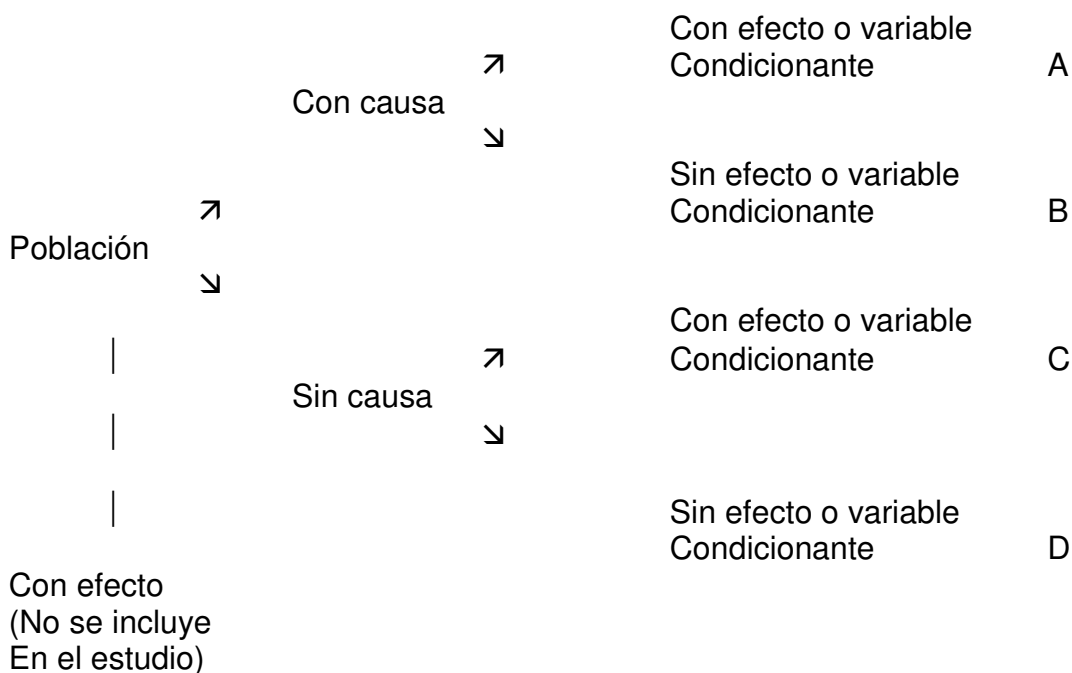 Con efecto o variable
↗ Condicionante A
Con causa
↘
Sin efecto o variable
↗ Condicionante B
Población
↘
Con efecto o variable
| ↗ Condicionante C
Sin causa
| ↘
| Sin efecto o variable
Condicionante D
Con efecto
(No se incluye
En el estudio)